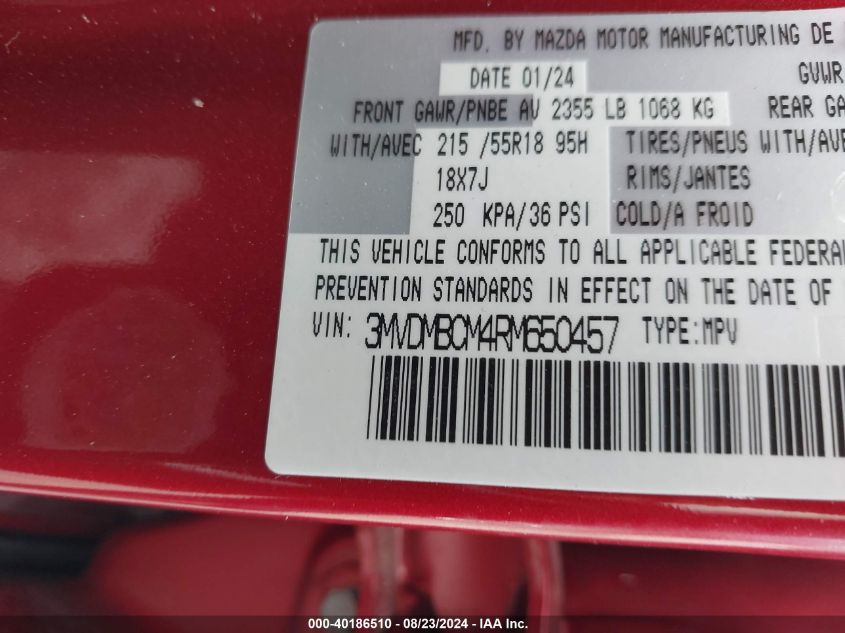 MFD. BY MAZDA MOTOR MANUFACTURING DE
DATE 01/24 GVWR
FRONT GAWR/PNBE AV 2355 LB 1068 KG REAR GA
WITH/AVEC 215 /55R18 95H TIRES/PNEUS WITH/AVE
18X7J RIMS/JANTES
250 KPA/36 PSI COLD/A FROID
THIS VEHICLE CONFORMS TO ALL APPLICABLE FEDERAL
PREVENTION STANDARDS IN EFFECT ON THE DATE OF
VIN: 3MVDMBCM4RM650457 TYPE:MPV
000-40186510 - 08/23/2024 - IAAI.com